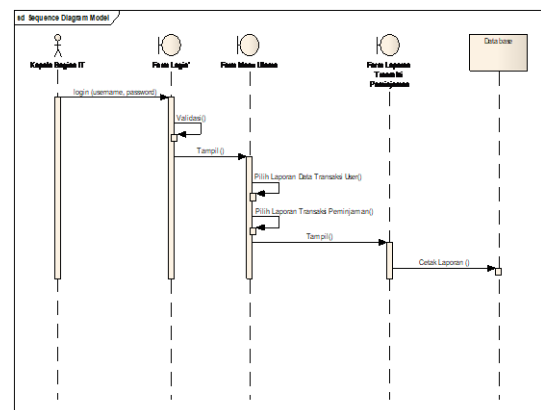 sd Sequence Diagram Model
Kepala Bagian IT
Form Login'
Form Menu Utama
Form Laporan
Transaksi
Peminjaman
Database
login (username, password)
Validasi()
Tampil ()
Pilih Laporan Data Transaksi User()
Pilih Laporan Transaksi Peminjaman()
Tampil()
Cetak Laporan ()